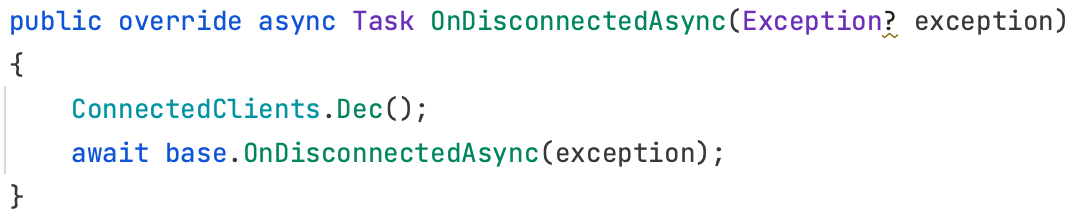 public override async Task OnDisconnectedAsync(Exception? exception)
{
    ConnectedClients.Dec();
    await base.OnDisconnectedAsync(exception);
}